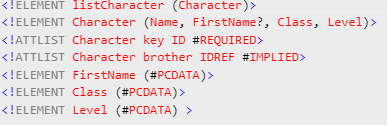 <!ELEMENT listCharacter (Character)>
<!ELEMENT Character (Name, FirstName?, Class, Level)>
<!ATTLIST Character key ID #REQUIRED>
<!ATTLIST Character brother IDREF #IMPLIED>
<!ELEMENT FirstName (#PCDATA)>
<!ELEMENT Class (#PCDATA)>
<!ELEMENT Level (#PCDATA) >